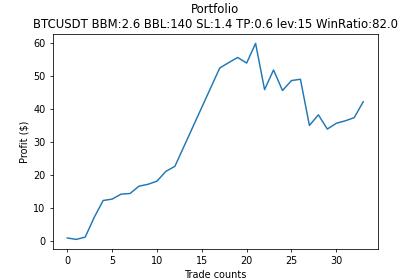 Portfolio
BTCUSDT BBM:2.6 BBL:140 SL:1.4 TP:0.6 lev:15 WinRatio:82.0
60
50
40
30
20
10
0
Profit ($)
0 5 10 15 20 25 30
Trade counts